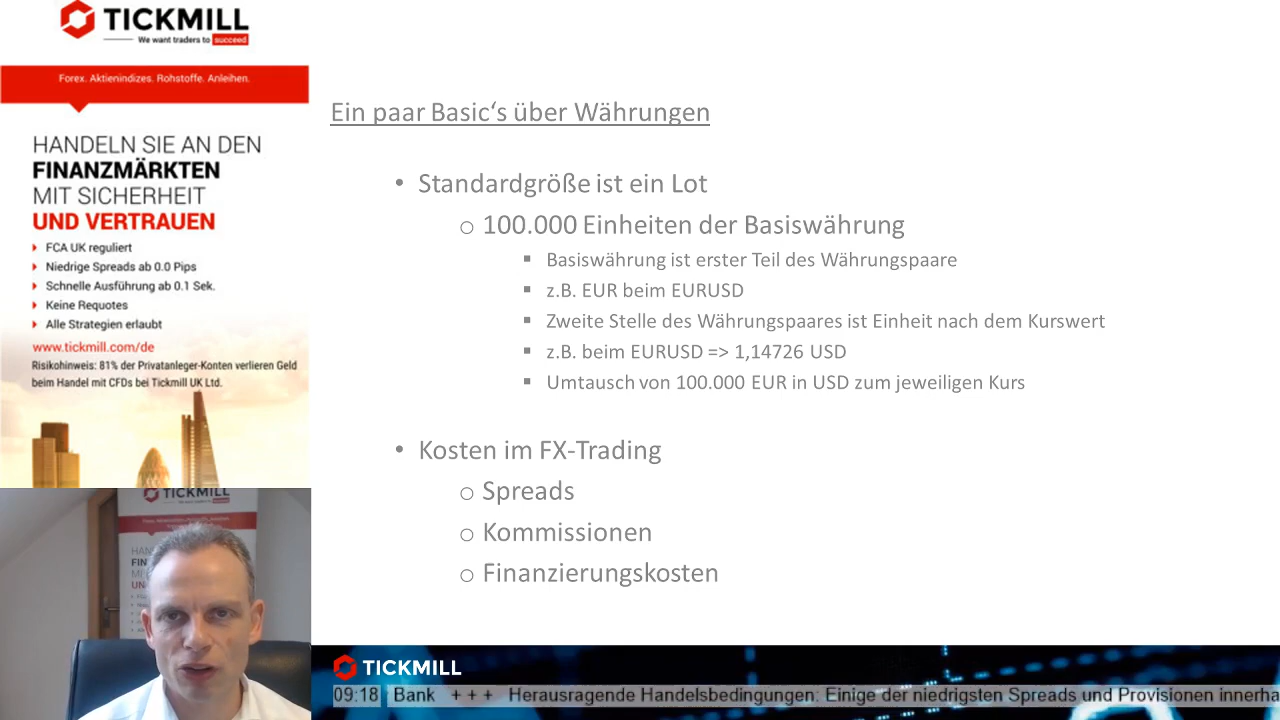 TICKMILL
We want traders to succeed
Forex. Aktienindizes. Rohstoffe. Anleihen.
HANDELN SIE AN DEN
FINANZMÄRKTEN
MIT SICHERHEIT
UND VERTRAUEN
FCA UK reguliert
Niedrige Spreads ab 0.0 Pips
Schnelle Ausführung ab 0.1 Sek.
Keine Requotes
Alle Strategien erlaubt
www.tickmill.com/de
Risikohinweis: 81% der Privatanleger-Konten verlieren Geld
beim Handel mit CFDs bei Tickmill UK Ltd.
Ein paar Basic‘s über Währungen
• Standardgröße ist ein Lot
o 100.000 Einheiten der Basiswährung
▪ Basiswährung ist erster Teil des Währungspaare
▪ z.B. EUR beim EURUSD
▪ Zweite Stelle des Währungspaares ist Einheit nach dem Kurswert
▪ z.B. beim EURUSD => 1,14726 USD
▪ Umtausch von 100.000 EUR in USD zum jeweiligen Kurs
• Kosten im FX-Trading
o Spreads
o Kommissionen
o Finanzierungskosten
TICKMILL
TICKMILL
09:18 Bank + + + Herausragende Handelsbedingungen: Einige der niedrigsten Spreads und Provisionen innerha